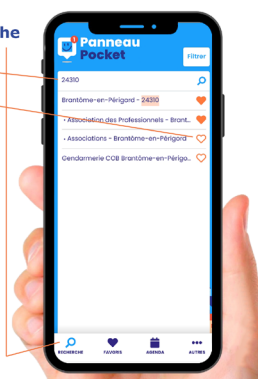 he
Panneau
Pocket
Filtrer
24310
Brantôme-en-Périgord - 24310
• Association des Professionnels - Brant...
• Associations - Brantôme-en-Périgord
Gendarmerie COB Brantôme-en-Périgo...
RECHERCHE
FAVORIS
AGENDA
AUTRES